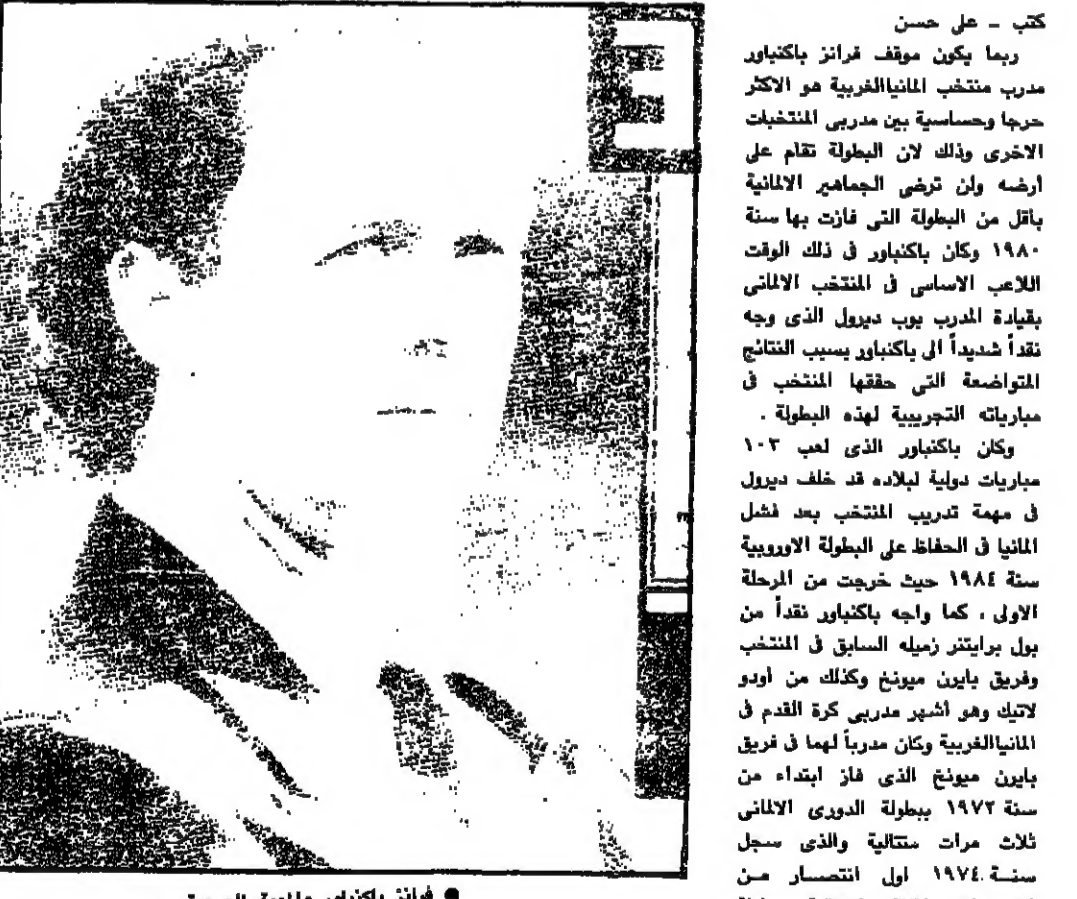 كتب ـ على حسن
ربما يكون موقف فرانز باكنباور
مدرب منتخب المانياالغربية هو الاكثر
حرجا وحساسية بين مدربى المنتخبات
الاخرى وذلك لان البطولة تقام على
أرضه ولن ترضى الجماهير الالمانية
بأقل من البطولة التى فازت بها سنة
١٩٨٠ وكان باكنباور فى ذلك الوقت
اللاعب الاساسى فى المنتخب الالمانى
بقيادة المدرب يوب ديرول الذى وجه
نقداً شديداً الى باكنباور بسبب النتائج
المتواضعة التى حققها المنتخب فى
مبارياته التجريبية لهذه البطولة .
وكان باكنباور الذى لعب ١٠٣
مباريات دولية لبلاده قد خلف ديرول
فى مهمة تدريب المنتخب بعد فشل
المانيا فى الحفاظ على البطولة الاوروبية
سنة ١٩٨٤ حيث خرجت من المرحلة
الاولى ، كما واجه باكنباور نقداً من
بول برايتنر زميله السابق فى المنتخب
وفريق بايرن ميونخ وكذلك من أودو
لاتيك وهو أشهر مدربى كرة القدم فى
المانياالغربية وكان مدرباً لهما فى فريق
بايرن ميونخ الذى فاز ابتداء من
سنة ١٩٧٢ ببطولة الدورى الالمانى
ثلاث مرات متتالية والذى سجل
سنة ١٩٧٤ اول انتصار من
● فرانز باكنباور
E